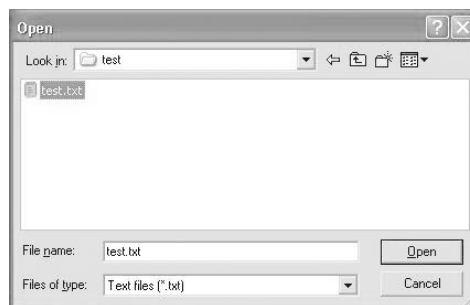 Open
Look in: test
test.txt
File name: test.txt Open
Files of type: Text files (*.txt) Cancel